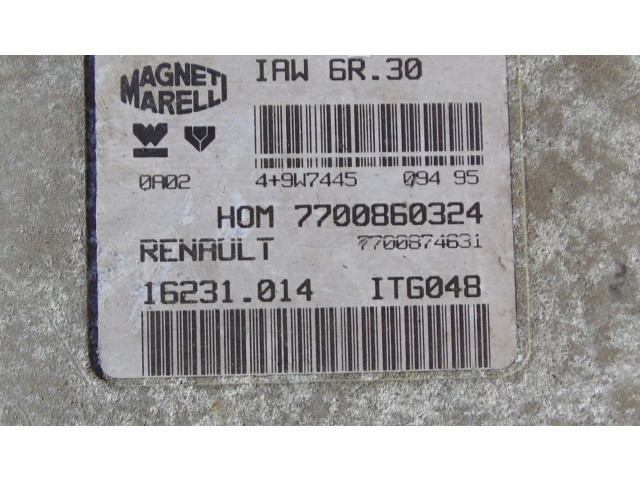 MAGNETI
MARELLI
IAW 6R.30
0A02
4+9W7445 094 95
HOM 7700860324
RENAULT 7700874631
16231.014 ITG048